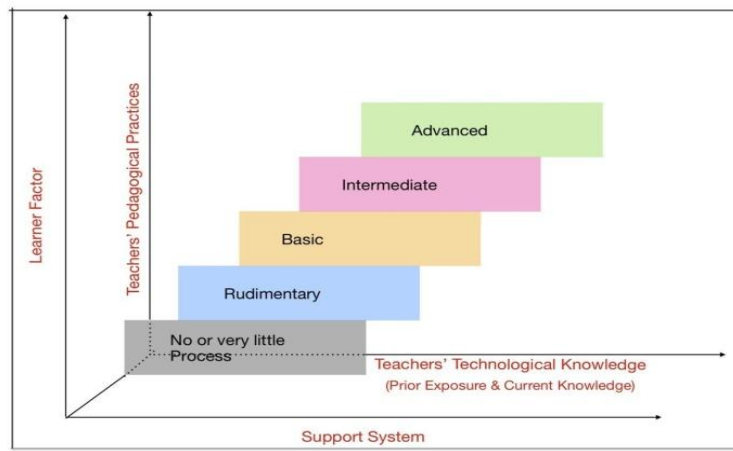 Learner Factor
Teachers' Pedagogical Practices
Advanced
Intermediate
Basic
Rudimentary
No or very little
Process
Teachers' Technological Knowledge
(Prior Exposure & Current Knowledge)
Support System